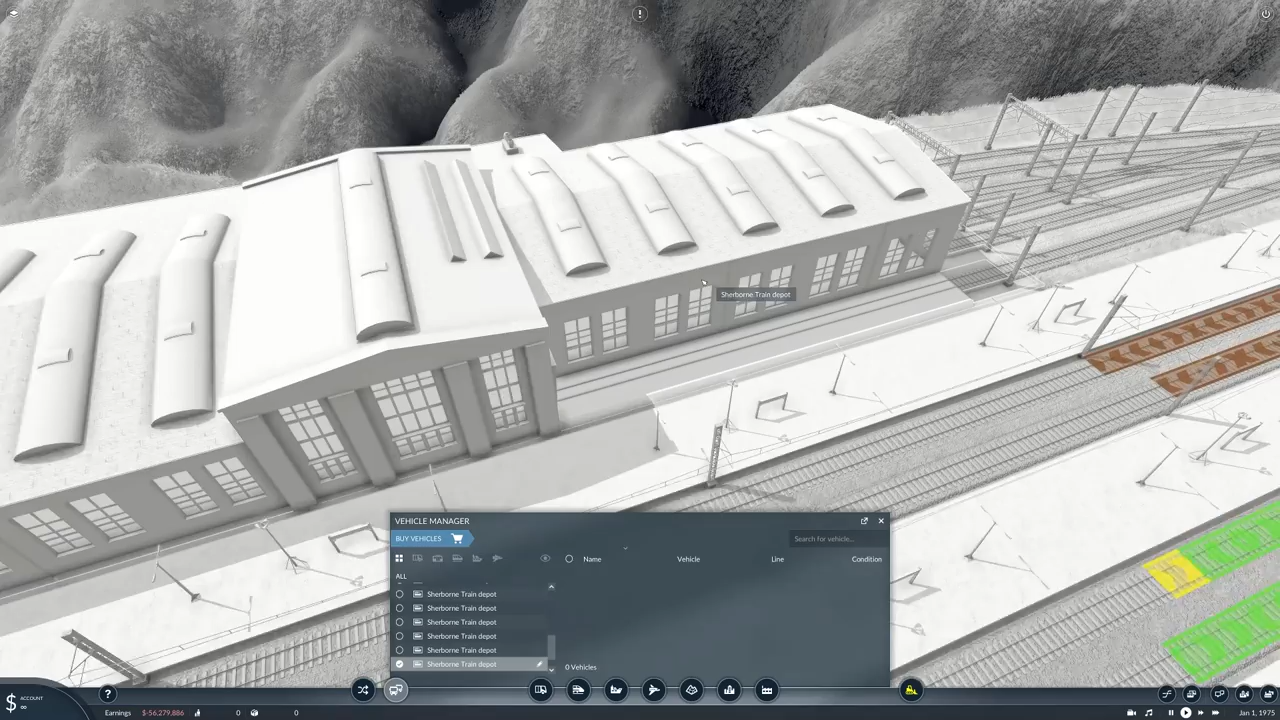 Sherborne Train depot
VEHICLE MANAGER
BUY VEHICLES
Search for vehicle...
Name Vehicle Line Condition
ALL
Sherborne Train depot
Sherborne Train depot
Sherborne Train depot
Sherborne Train depot
Sherborne Train depot
Sherborne Train depot
0 Vehicles
$ ACCOUNT
∞
?
Earnings $-56,279,886 0 0
Jan 1, 1975